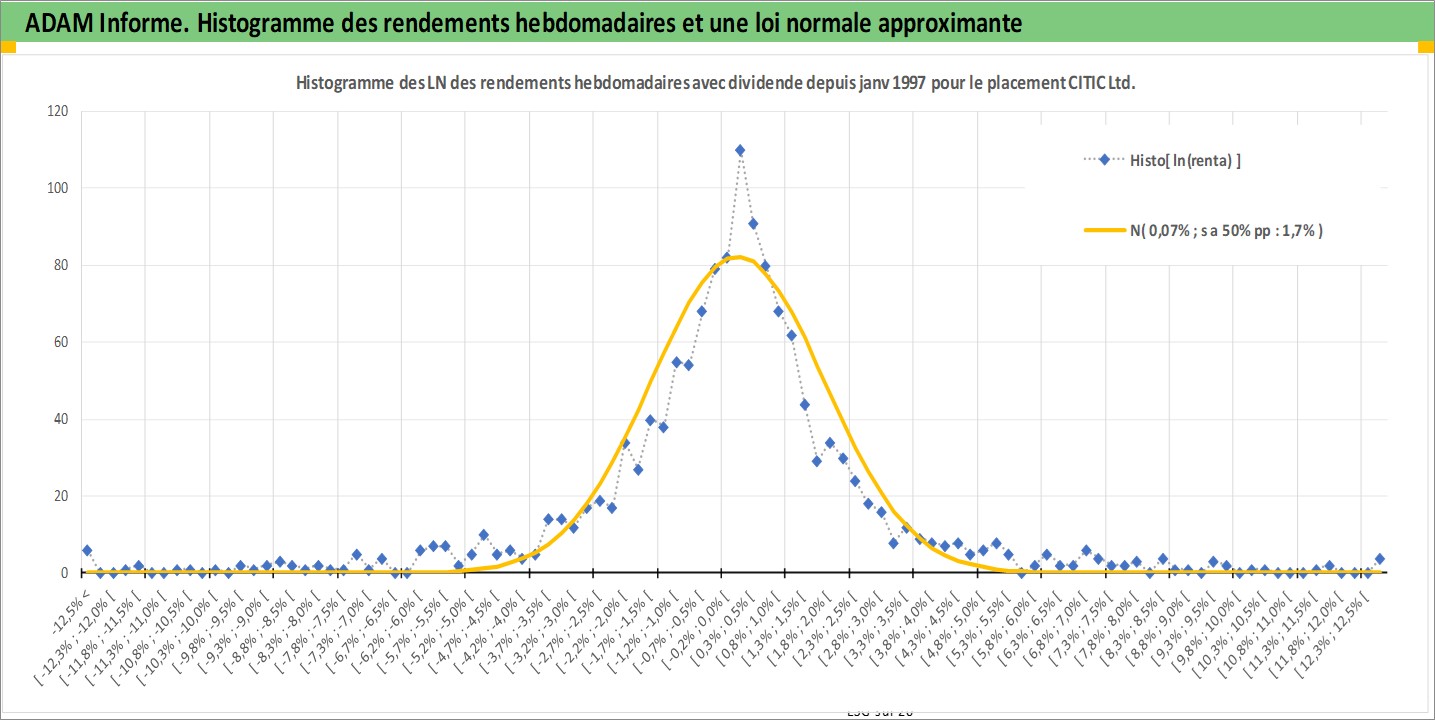 ADAM Informe. Histogramme des rendements hebdomadaires et une loi normale approximante
Histogramme des LN des rendements hebdomadaires avec dividende depuis janv 1997 pour le placement CITIC Ltd.
120
100
80
60
40
20
0
Histo[ ln(renta) ]
N( 0,07% ; s a 50% pp : 1,7% )
-12,5% <
[ -12,3% ; -12,0% [
[ -11,8% ; -11,5% [
[ -11,3% ; -11,0% [
[ -10,8% ; -10,5% [
[ -10,3% ; -10,0% [
[ -9,8% ; -9,5% [
[ -9,3% ; -9,0% [
[ -8,8% ; -8,5% [
[ -8,3% ; -8,0% [
[ -7,8% ; -7,5% [
[ -7,3% ; -7,0% [
[ -6,7% ; -6,5% [
[ -6,2% ; -6,0% [
[ -5,7% ; -5,5% [
[ -5,2% ; -5,0% [
[ -4,7% ; -4,5% [
[ -4,2% ; -4,0% [
[ -3,7% ; -3,5% [
[ -3,2% ; -3,0% [
[ -2,7% ; -2,5% [
[ -2,2% ; -2,0% [
[ -1,7% ; -1,5% [
[ -1,2% ; -1,0% [
[ -0,7% ; -0,5% [
[ -0,2% ; 0,0% [
[ 0,3% ; 0,5% [
[ 0,8% ; 1,0% [
[ 1,3% ; 1,5% [
[ 1,8% ; 2,0% [
[ 2,3% ; 2,5% [
[ 2,8% ; 3,0% [
[ 3,3% ; 3,5% [
[ 3,8% ; 4,0% [
[ 4,3% ; 4,5% [
[ 4,8% ; 5,0% [
[ 5,3% ; 5,5% [
[ 5,8% ; 6,0% [
[ 6,3% ; 6,5% [
[ 6,8% ; 7,0% [
[ 7,3% ; 7,5% [
[ 7,8% ; 8,0% [
[ 8,3% ; 8,5% [
[ 8,8% ; 9,0% [
[ 9,3% ; 9,5% [
[ 9,8% ; 10,0% [
[ 10,3% ; 10,5% [
[ 10,8% ; 11,0% [
[ 11,3% ; 11,5% [
[ 11,8% ; 12,0% [
[ 12,3% ; 12,5% [